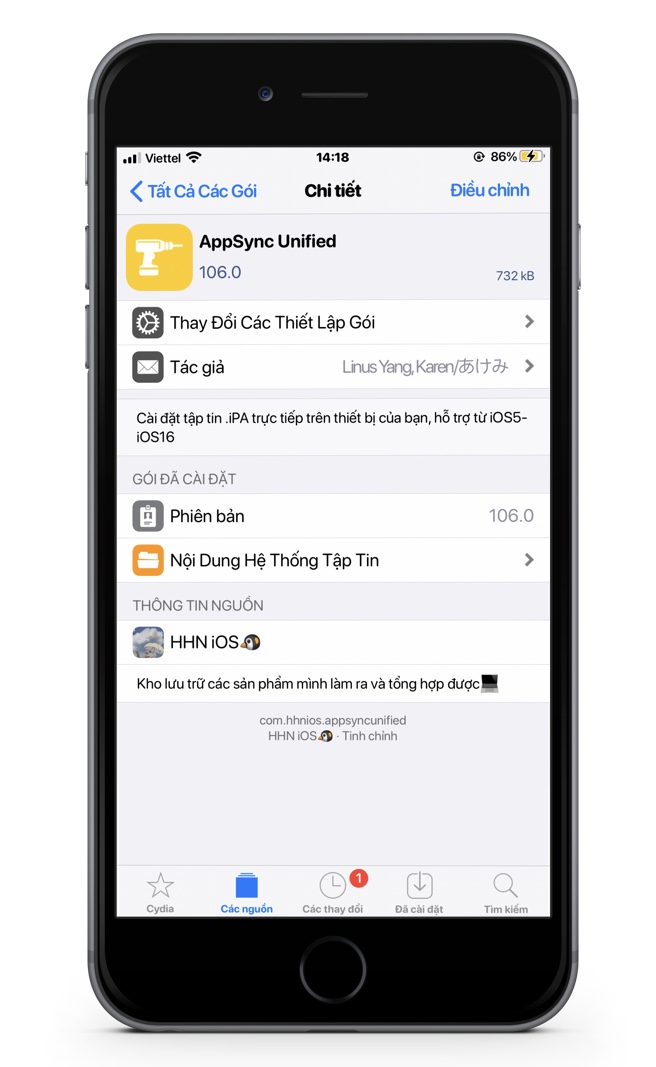 Viettel 14:18 86%
Tất Cả Các Gói Chi tiết Điều chỉnh
AppSync Unified
106.0 732 kB
Thay Đổi Các Thiết Lập Gói
Tác giả Linus Yang, Karen/あけみ
Cài đặt tập tin .iPA trực tiếp trên thiết bị của bạn, hỗ trợ từ iOS5-
iOS16
GÓI ĐÃ CÀI ĐẶT
Phiên bản 106.0
Nội Dung Hệ Thống Tập Tin
THÔNG TIN NGUỒN
HHN iOS🐧
Kho lưu trữ các sản phẩm mình làm ra và tổng hợp được💻
com.hhnios.appsyncunified
HHN iOS🐧 · Tinh chỉnh
1
Cydia Các nguồn Các thay đổi Đã cài đặt Tìm kiếm